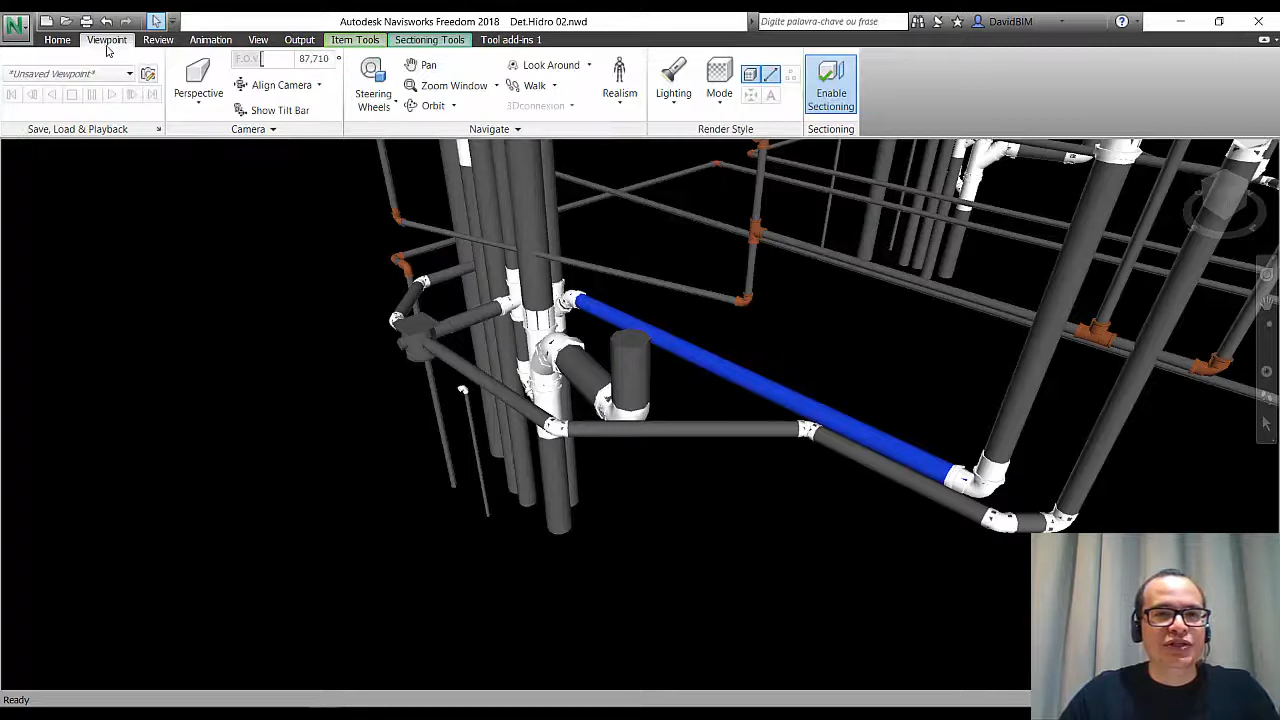 Autodesk Navisworks Freedom 2018 Det.Hidro 02.nwd
Digite palavra-chave ou frase
DavidBIM
Home Viewpoint Review Animation View Output Item Tools Sectioning Tools Tool add-ins 1
*Unsaved Viewpoint*
Save, Load & Playback
Perspective
F.O.V. 87,710 °
Align Camera
Show Tilt Bar
Camera
Steering
Wheels
Pan
Zoom Window
Orbit
Look Around
Walk
3Dconnexion
Realism
Navigate
Lighting
Mode
A
Render Style
Enable
Sectioning
Sectioning
Ready